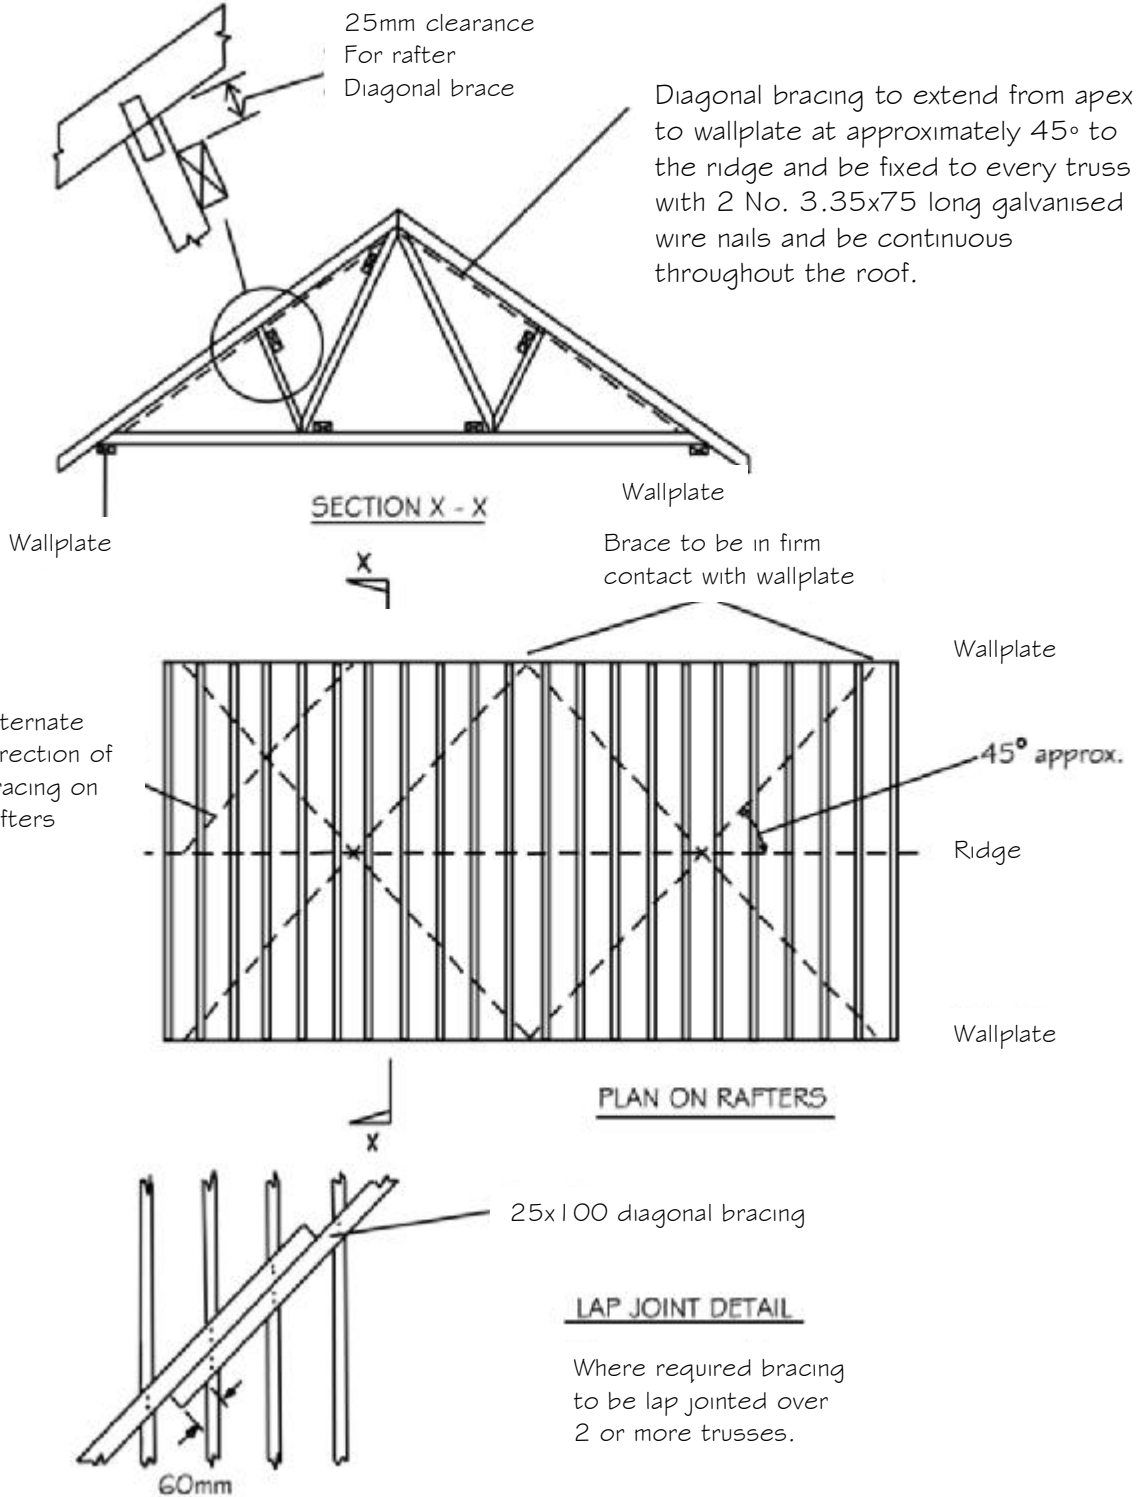 25mm clearance
For rafter
Diagonal brace
Diagonal bracing to extend from apex
to wallplate at approximately 45° to
the ridge and be fixed to every truss
with 2 No. 3.35x75 long galvanised
wire nails and be continuous
throughout the roof.
SECTION X - X
Wallplate
Wallplate
X
Brace to be in firm
contact with wallplate
Wallplate
ternate
rection of
acing on
fters
45° approx.
Ridge
Wallplate
PLAN ON RAFTERS
X
25x100 diagonal bracing
LAP JOINT DETAIL
Where required bracing
to be lap jointed over
2 or more trusses.
60mm